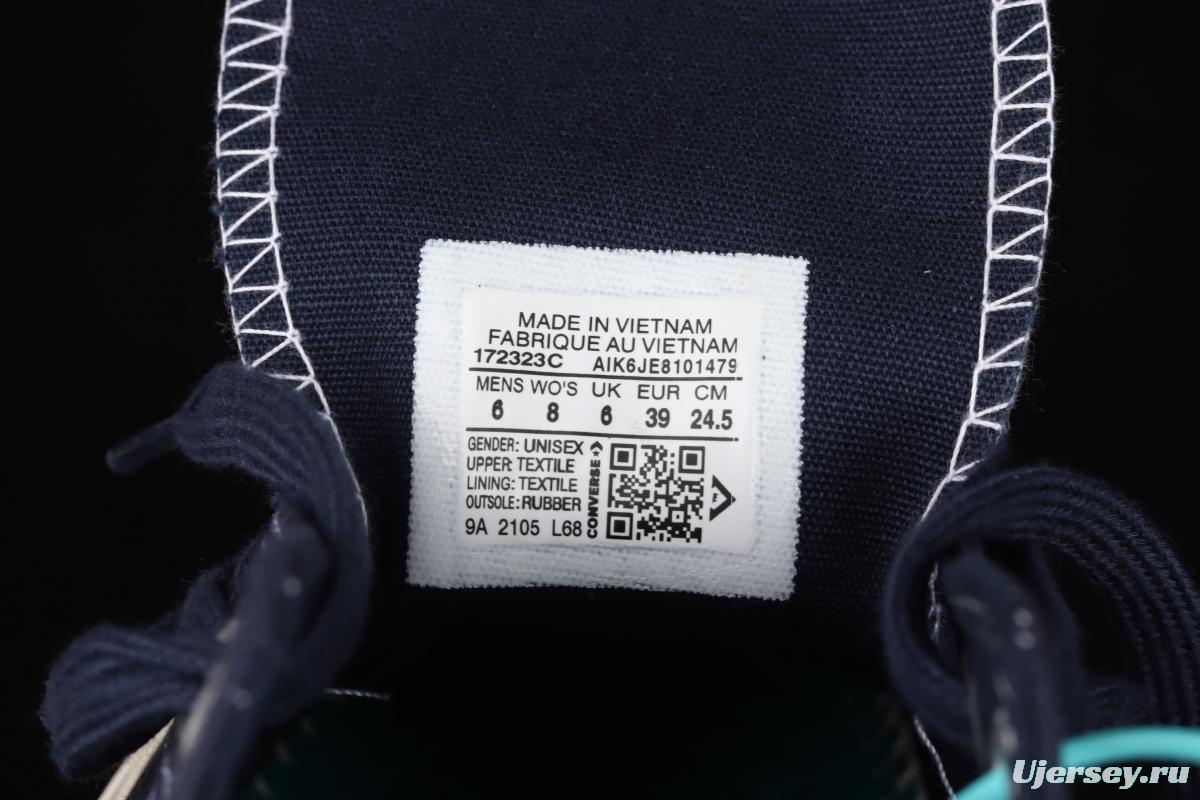 MADE IN VIETNAM
FABRIQUE AU VIETNAM
172323C AIK6JE8101479
MENS WO'S UK EUR CM
6 8 6 39 24.5
GENDER: UNISEX
UPPER: TEXTILE
LINING: TEXTILE
OUTSOLE: RUBBER
9A 2105 L68
CONVERSE
Ujersey.ru